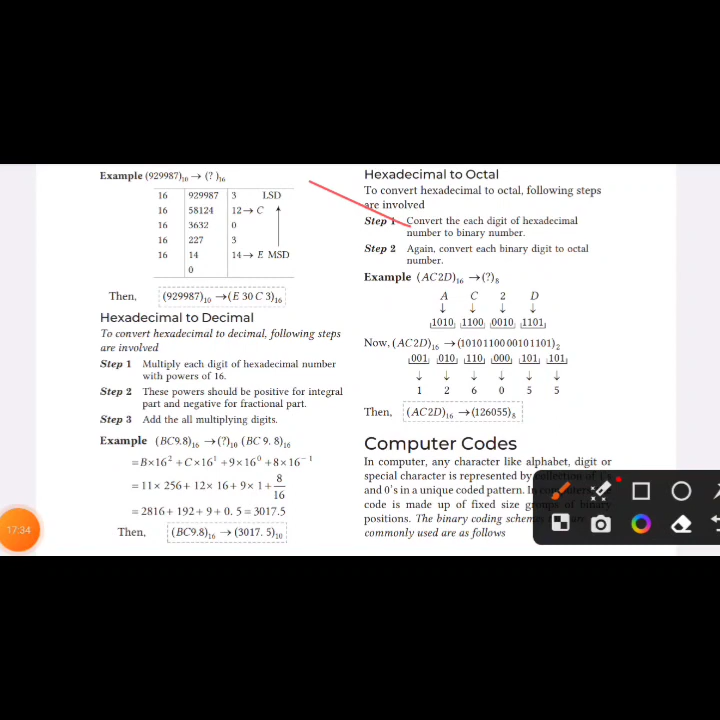 Example (929987)₁₀ → (? )₁₆
16 929987 3 LSD
16 58124 12→ C
16 3632 0
16 227 3
16 14 14→ E MSD
0
Then, (929987)₁₀ →(E 30 C 3)₁₆
Hexadecimal to Decimal
To convert hexadecimal to decimal, following steps
are involved
Step 1 Multiply each digit of hexadecimal number
with powers of 16.
Step 2 These powers should be positive for integral
part and negative for fractional part.
Step 3 Add the all multiplying digits.
Example (BC9.8)₁₆ →(?)₁₀ (BC 9. 8)₁₆
=B×16² +C×16¹ +9×16⁰ +8×16⁻¹
=11× 256+ 12× 16+ 9× 1+ 8/16
=2816+ 192+ 9+ 0. 5=3017.5
Then, (BC9.8)₁₆ → (3017. 5)₁₀
Hexadecimal to Octal
To convert hexadecimal to octal, following steps
are involved
Step 1 Convert the each digit of hexadecimal
number to binary number.
Step 2 Again, convert each binary digit to octal
number.
Example (AC2D)₁₆ →(?)₈
A C 2 D
↓ ↓ ↓ ↓
1010 1100 0010 1101
Now, (AC2D)₁₆ →(1010110000101101)₂
001 010 110 000 101 101
↓ ↓ ↓ ↓ ↓ ↓
1 2 6 0 5 5
Then, (AC2D)₁₆ →(126055)₈
Computer Codes
In computer, any character like alphabet, digit or
special character is represented by
and 0's in a unique coded pattern. In
code is made up of fixed size
positions. The binary coding
commonly used are as follows
17:34